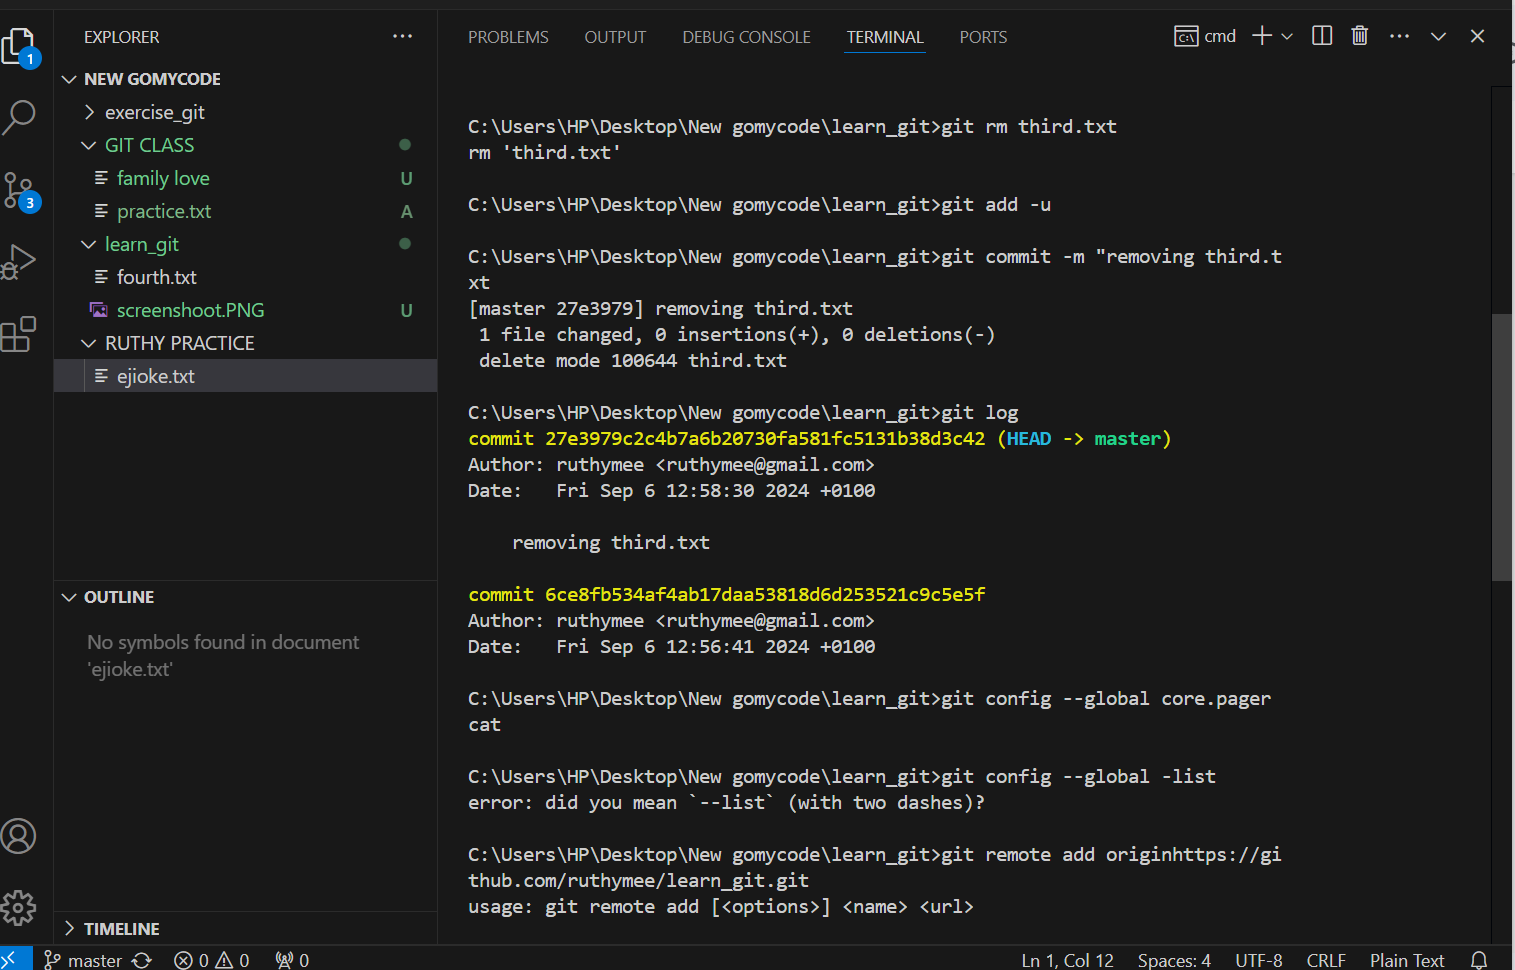 EXPLORER
PROBLEMS OUTPUT DEBUG CONSOLE TERMINAL PORTS
cmd
1
3
NEW GOMYCODE
exercise_git
GIT CLASS
family love U
practice.txt A
learn_git
fourth.txt
screenshoot.PNG U
RUTHY PRACTICE
ejioke.txt
OUTLINE
No symbols found in document
'ejioke.txt'
TIMELINE
C:\Users\HP\Desktop\New gomycode\learn_git>git rm third.txt
rm 'third.txt'
C:\Users\HP\Desktop\New gomycode\learn_git>git add -u
C:\Users\HP\Desktop\New gomycode\learn_git>git commit -m "removing third.t
xt
[master 27e3979] removing third.txt
 1 file changed, 0 insertions(+), 0 deletions(-)
 delete mode 100644 third.txt
C:\Users\HP\Desktop\New gomycode\learn_git>git log
commit 27e3979c2c4b7a6b20730fa581fc5131b38d3c42 (HEAD -> master)
Author: ruthymee <ruthymee@gmail.com>
Date:   Fri Sep 6 12:58:30 2024 +0100
    removing third.txt
commit 6ce8fb534af4ab17daa53818d6d253521c9c5e5f
Author: ruthymee <ruthymee@gmail.com>
Date:   Fri Sep 6 12:56:41 2024 +0100
C:\Users\HP\Desktop\New gomycode\learn_git>git config --global core.pager
cat
C:\Users\HP\Desktop\New gomycode\learn_git>git config --global -list
error: did you mean `--list` (with two dashes)?
C:\Users\HP\Desktop\New gomycode\learn_git>git remote add originhttps://gi
thub.com/ruthymee/learn_git.git
usage: git remote add [<options>] <name> <url>
master 0 0 0 Ln 1, Col 12 Spaces: 4 UTF-8 CRLF Plain Text